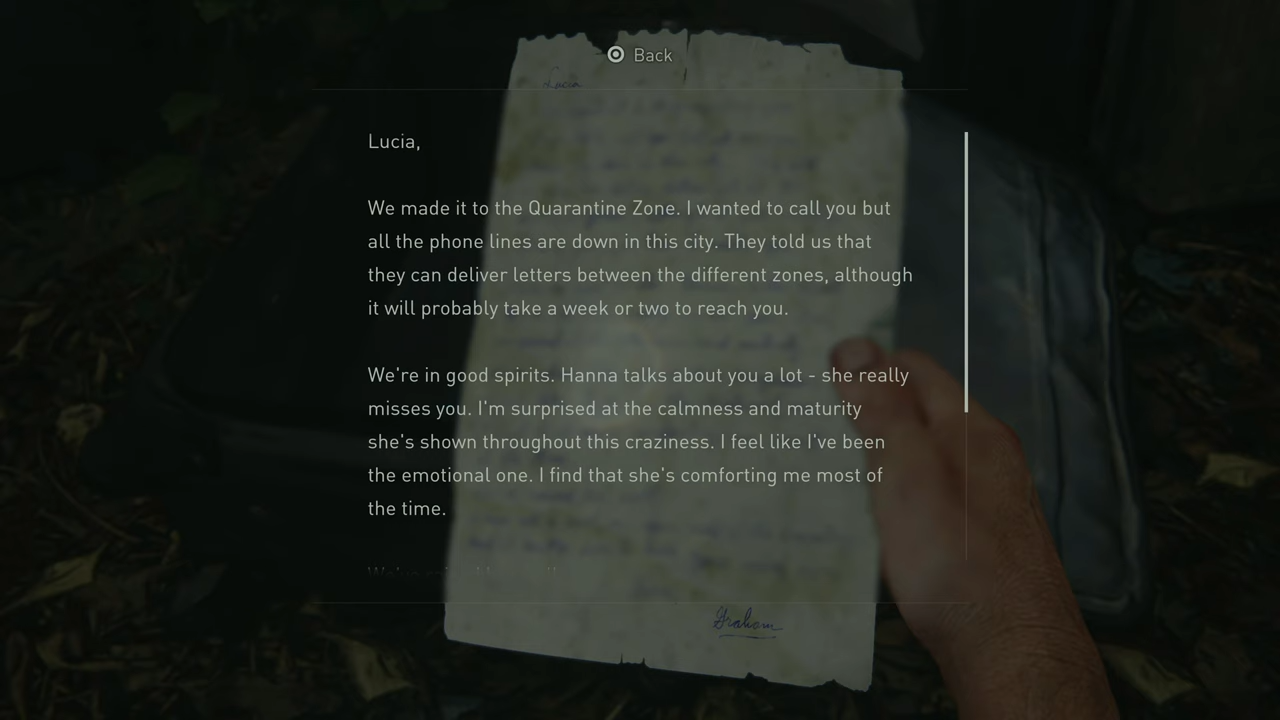 Back
Lucia
Lucia,
We made it to the Quarantine Zone. I wanted to call you but
all the phone lines are down in this city. They told us that
they can deliver letters between the different zones, although
it will probably take a week or two to reach you.
We're in good spirits. Hanna talks about you a lot - she really
misses you. I'm surprised at the calmness and maturity
she's shown throughout this craziness. I feel like I've been
the emotional one. I find that she's comforting me most of
the time.
Graham